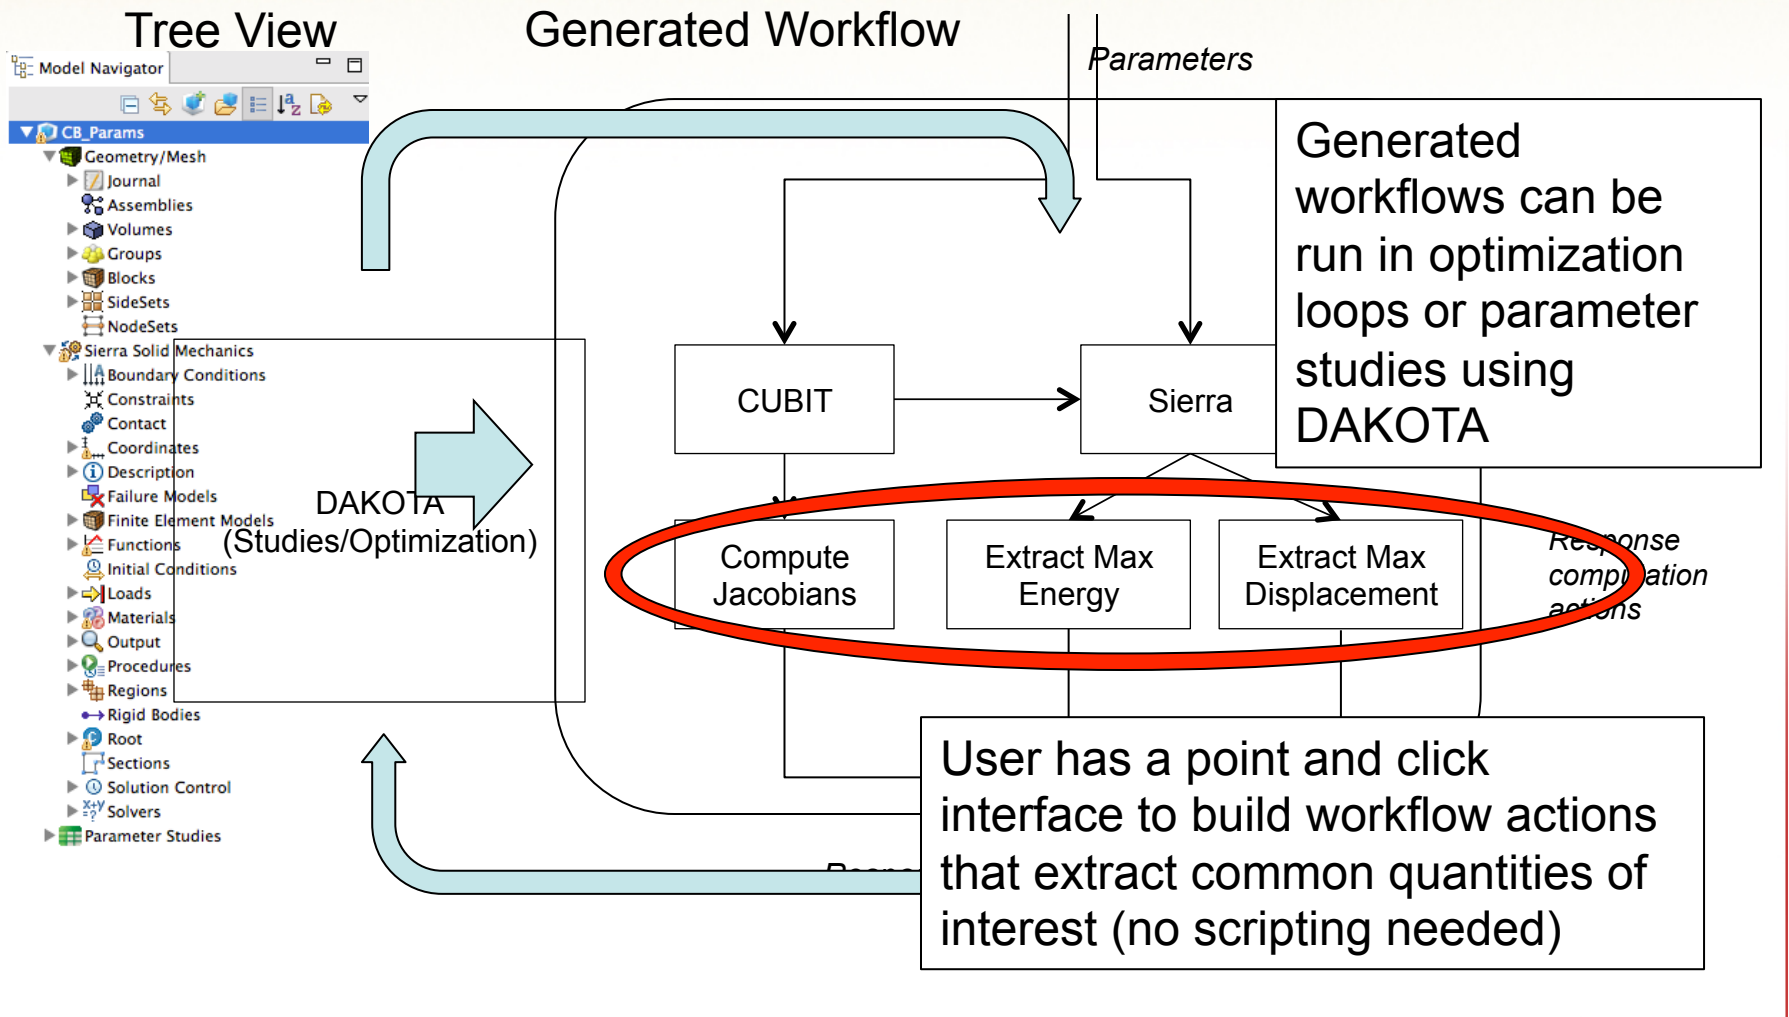 Tree View
Generated Workflow
Parameters
Model Navigator
CB_Params
Geometry/Mesh
Journal
Assemblies
Volumes
Groups
Blocks
SideSets
NodeSets
Sierra Solid Mechanics
Boundary Conditions
Constraints
Contact
Coordinates
Description
Failure Models
Finite Element Models
Functions
Initial Conditions
Loads
Materials
Output
Procedures
Regions
Rigid Bodies
Root
Sections
Solution Control
Solvers
Parameter Studies
DAKOTA
(Studies/Optimization)
CUBIT
Sierra
Compute
Jacobians
Extract Max
Energy
Extract Max
Displacement
Response
computation
actions
Generated
workflows can be
run in optimization
loops or parameter
studies using
DAKOTA
User has a point and click
interface to build workflow actions
that extract common quantities of
interest (no scripting needed)